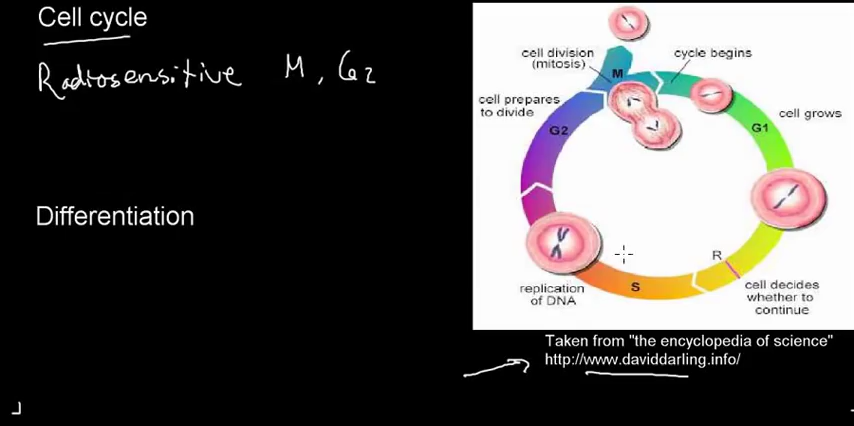 Cell cycle
Radiosensitive M, G2
Differentiation
cell division
(mitosis)
M
cycle begins
cell prepares
to divide
G2
G1
cell grows
R
S
replication
of DNA
cell decides
whether to
continue
Taken from "the encyclopedia of science"
http://www.daviddarling.info/